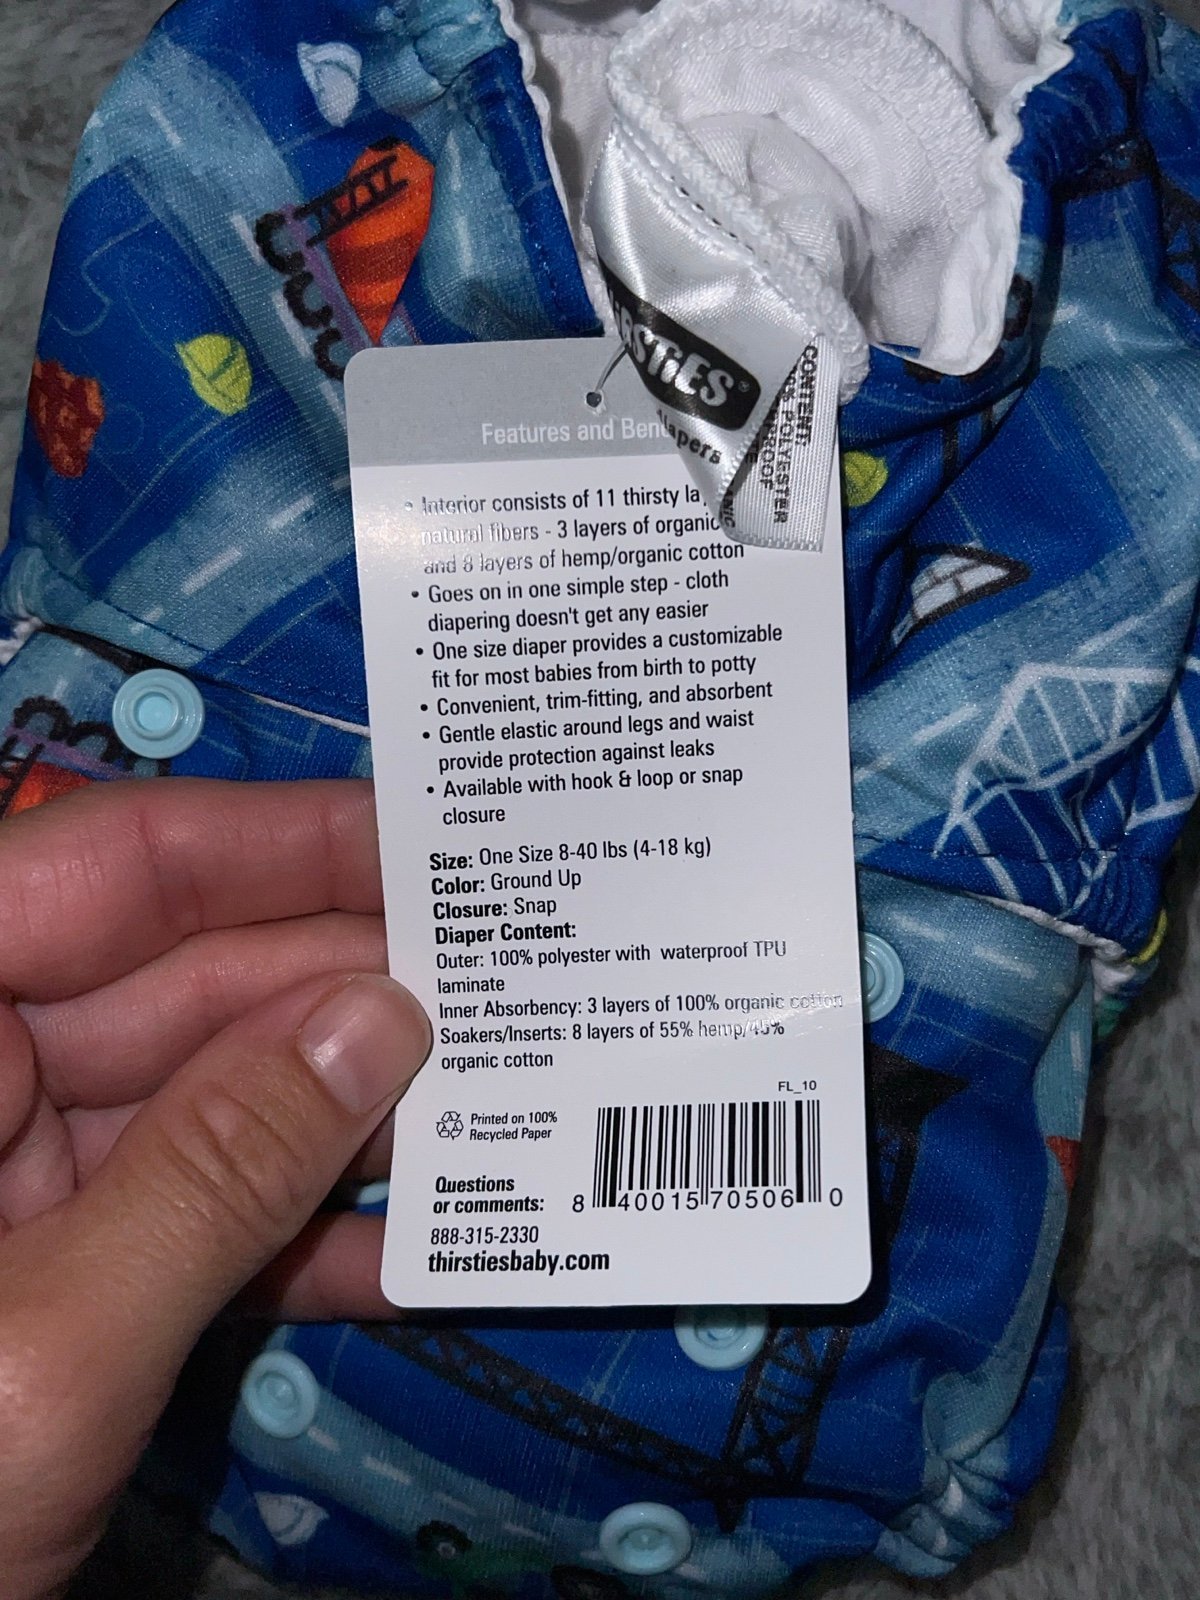 STIES®
apers
CONTENT:
POLYESTER
PROOF
Features and
• Interior consists of 11 thirsty
natural fibers - 3 layers of organic
and 8 layers of hemp/organic cotton
• Goes on in one simple step - cloth
diapering doesn't get any easier
• One size diaper provides a customizable
fit for most babies from birth to potty
• Convenient, trim-fitting, and absorbent
• Gentle elastic around legs and waist
provide protection against leaks
• Available with hook & loop or snap
closure
Size: One Size 8-40 lbs (4-18 kg)
Color: Ground Up
Closure: Snap
Diaper Content:
Outer: 100% polyester with waterproof TPU
laminate
Inner Absorbency: 3 layers of 100% organic cotton
Soakers/Inserts: 8 layers of 55% hemp/45%
organic cotton
FL_10
Printed on 100%
Recycled Paper
8 40015 70506 0
Questions
or comments:
888-315-2330
thirstiesbaby.com